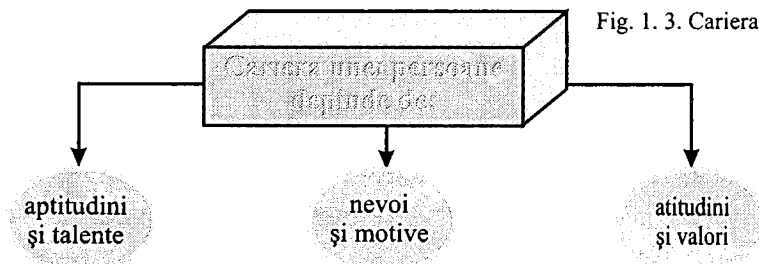 Fig. 1. 3. Cariera
Cariera unei persoane
depinde de:
aptitudini
şi talente
nevoi
şi motive
atitudini
şi valori